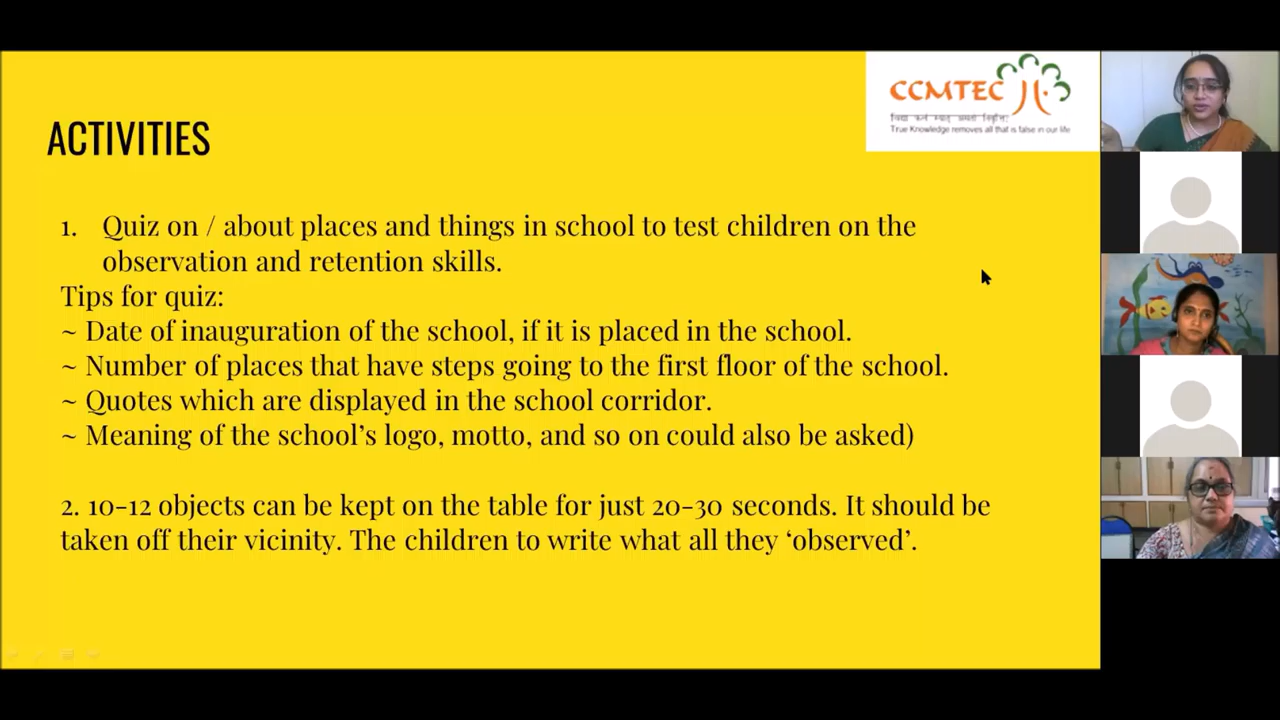 CCMTEC
True Knowledge removes all that is false in our life
ACTIVITIES
1. Quiz on / about places and things in school to test children on the
observation and retention skills.
Tips for quiz:
~ Date of inauguration of the school, if it is placed in the school.
~ Number of places that have steps going to the first floor of the school.
~ Quotes which are displayed in the school corridor.
~ Meaning of the school’s logo, motto, and so on could also be asked)
2. 10-12 objects can be kept on the table for just 20-30 seconds. It should be
taken off their vicinity. The children to write what all they ‘observed’.